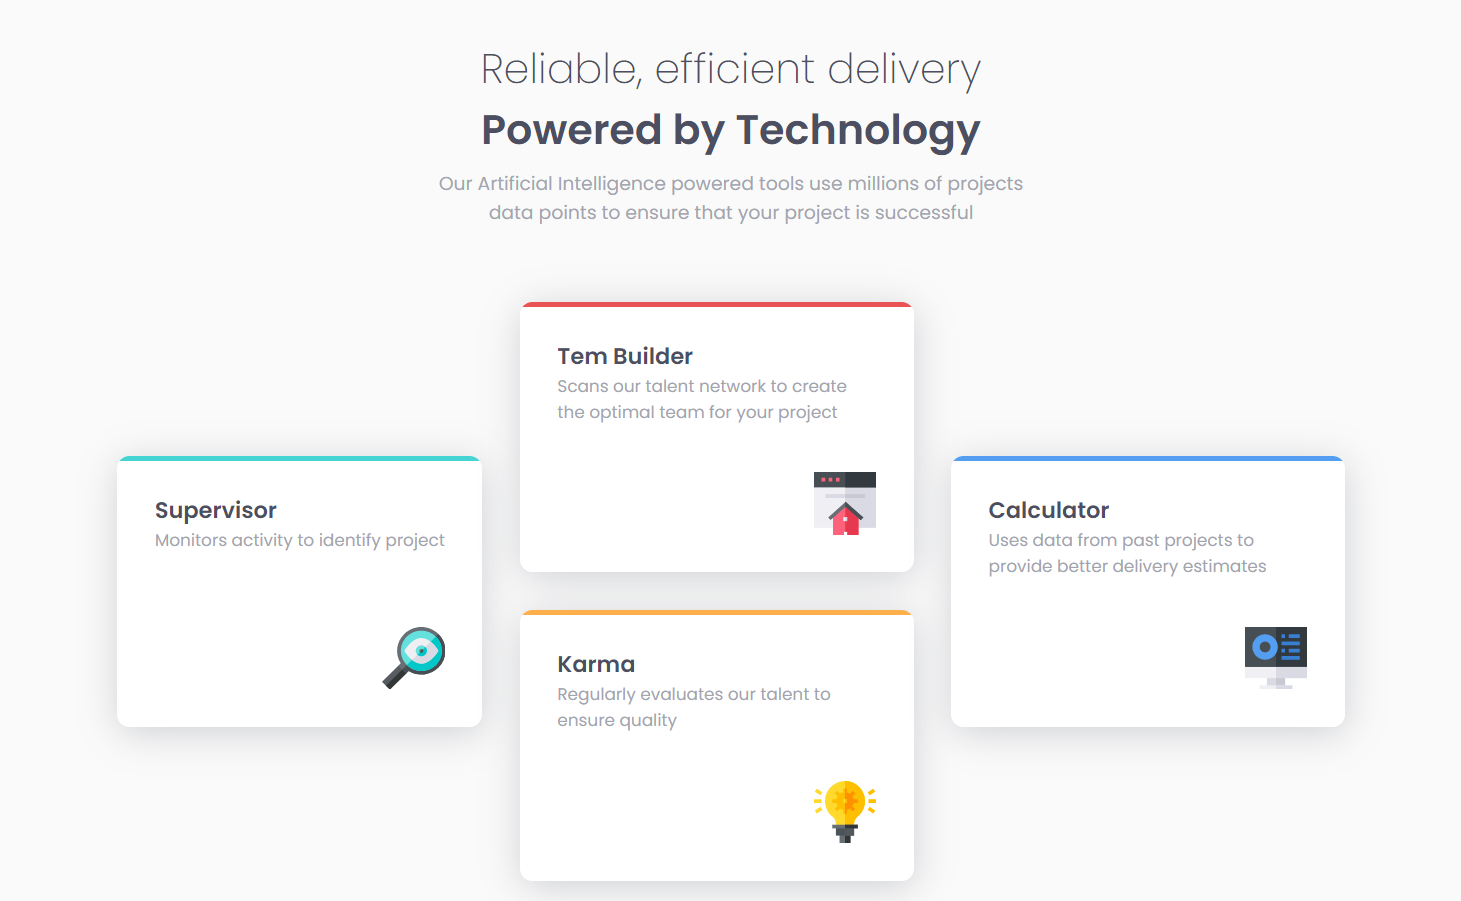 Reliable, efficient delivery
Powered by Technology
Our Artificial Intelligence powered tools use millions of projects
data points to ensure that your project is successful
Tem Builder
Scans our talent network to create
the optimal team for your project
Supervisor
Monitors activity to identify project
Calculator
Uses data from past projects to
provide better delivery estimates
Karma
Regularly evaluates our talent to
ensure quality